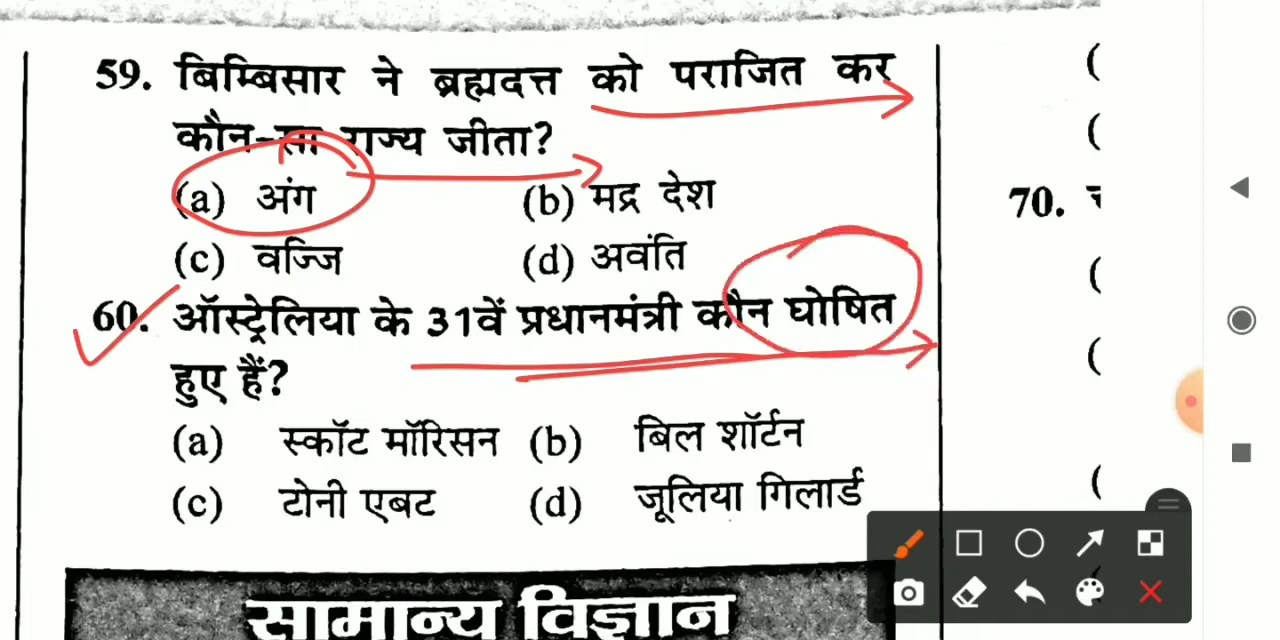 59. बिम्बिसार ने ब्रह्मदत्त को पराजित कर
कौन-सा राज्य जीता?
(a) अंग (b) मद्र देश
(c) वज्जि (d) अवंति
60. ऑस्ट्रेलिया के 31वें प्रधानमंत्री कौन घोषित
हुए हैं?
(a) स्कॉट मॉरिसन (b) बिल शॉर्टन
(c) टोनी एबट (d) जूलिया गिलार्ड
सामान्य विज्ञान
(
(
70.
(
(
(